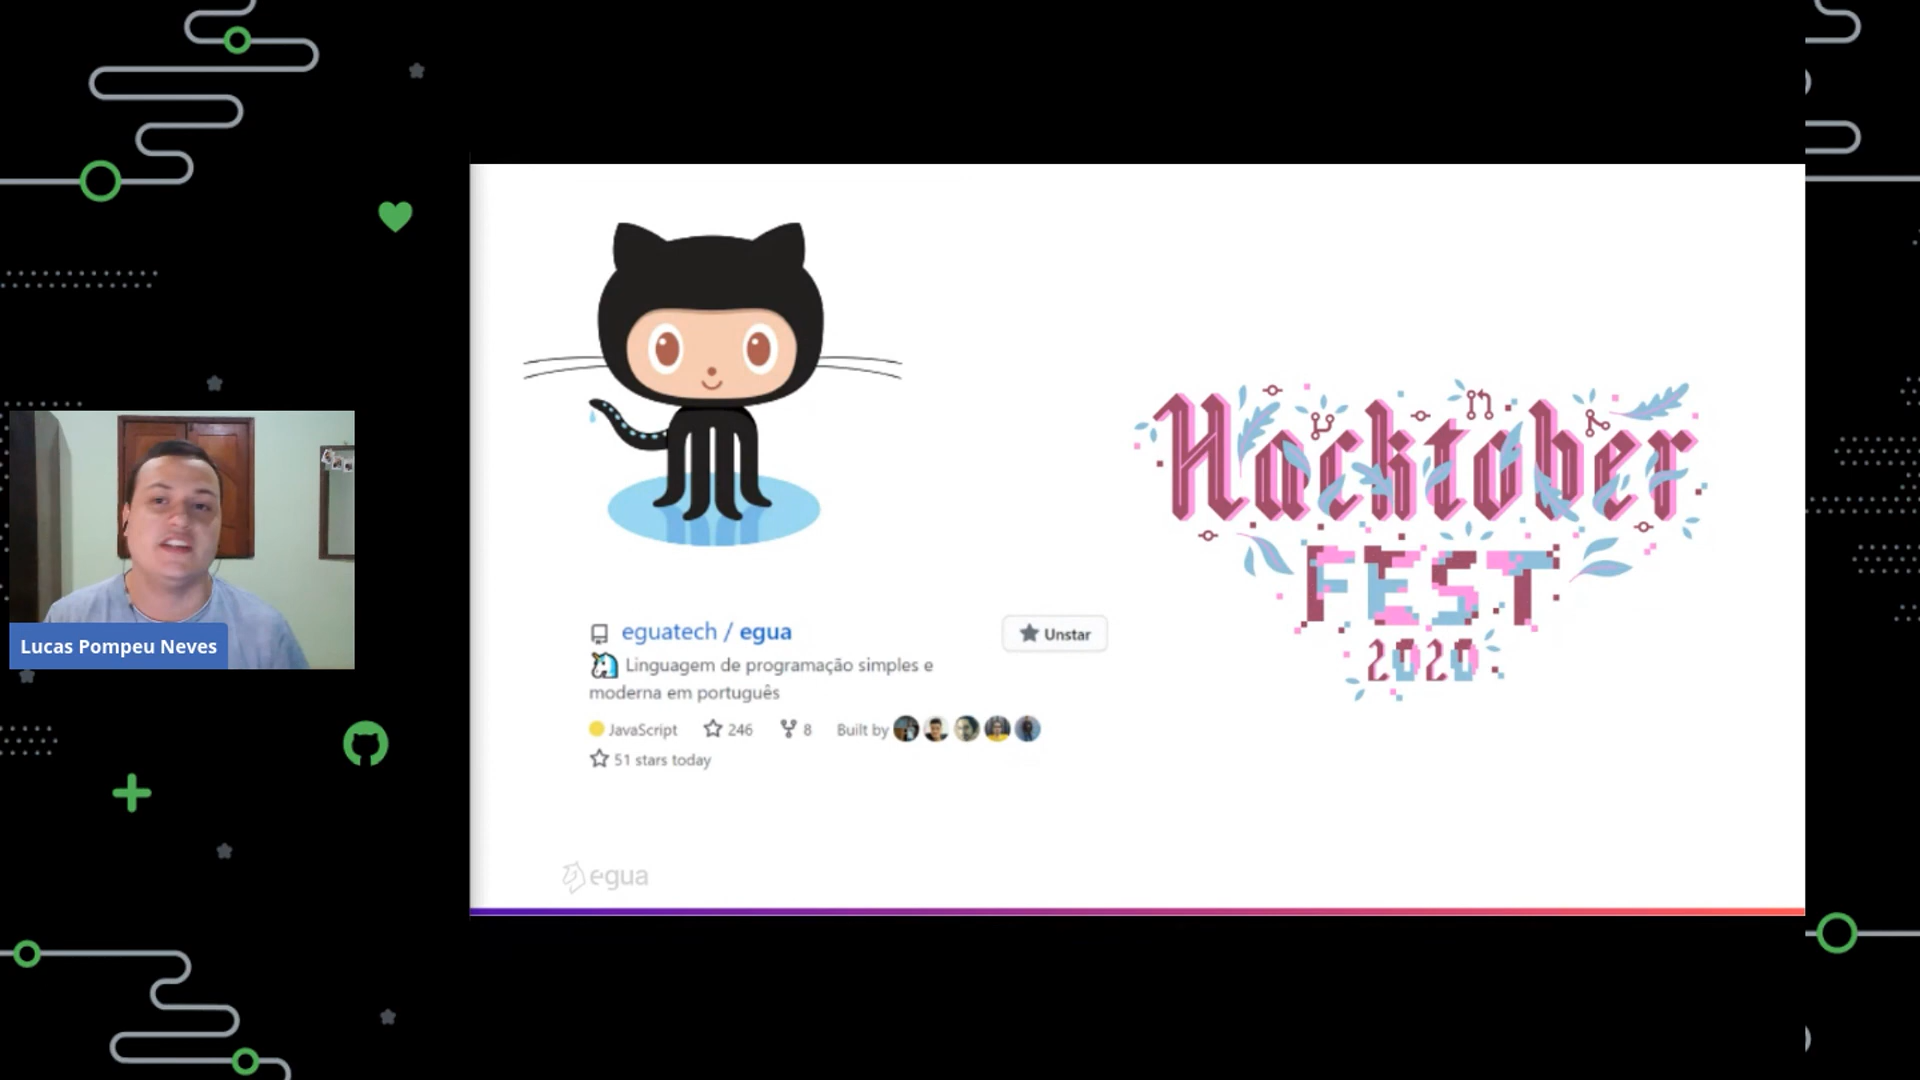 Lucas Pompeu Neves
eguatech / egua
Unstar
Linguagem de programação simples e
moderna em português
JavaScript 246 8 Built by
51 stars today
egua
Hacktober
FEST
2020